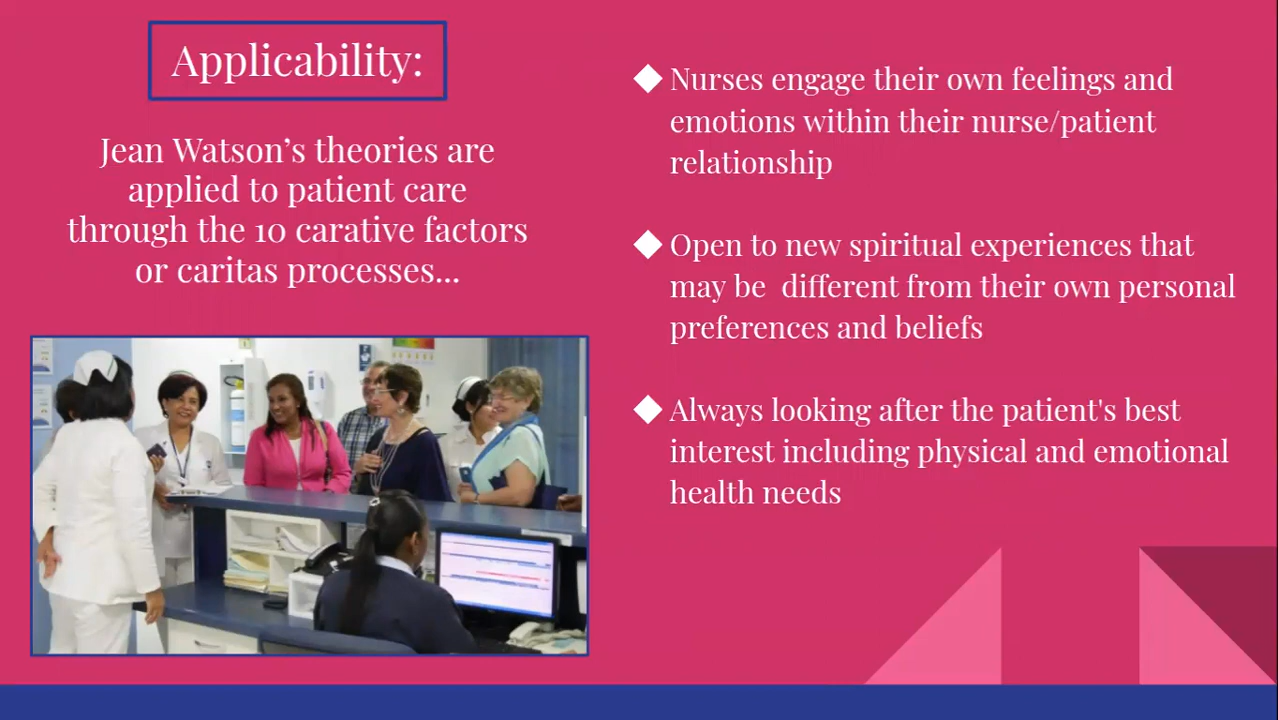 Applicability:
Jean Watson’s theories are
applied to patient care
through the 10 carative factors
or caritas processes...
Nurses engage their own feelings and
emotions within their nurse/patient
relationship
Open to new spiritual experiences that
may be  different from their own personal
preferences and beliefs
Always looking after the patient's best
interest including physical and emotional
health needs